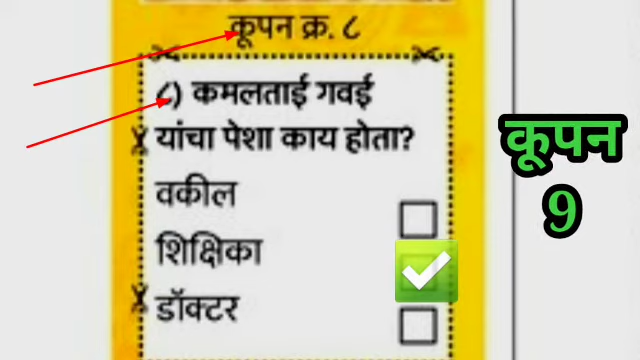 कूपन क्र. ८
८) कमलताई गवई
यांचा पेशा काय होता?
वकील
शिक्षिका
डॉक्टर
कूपन
9